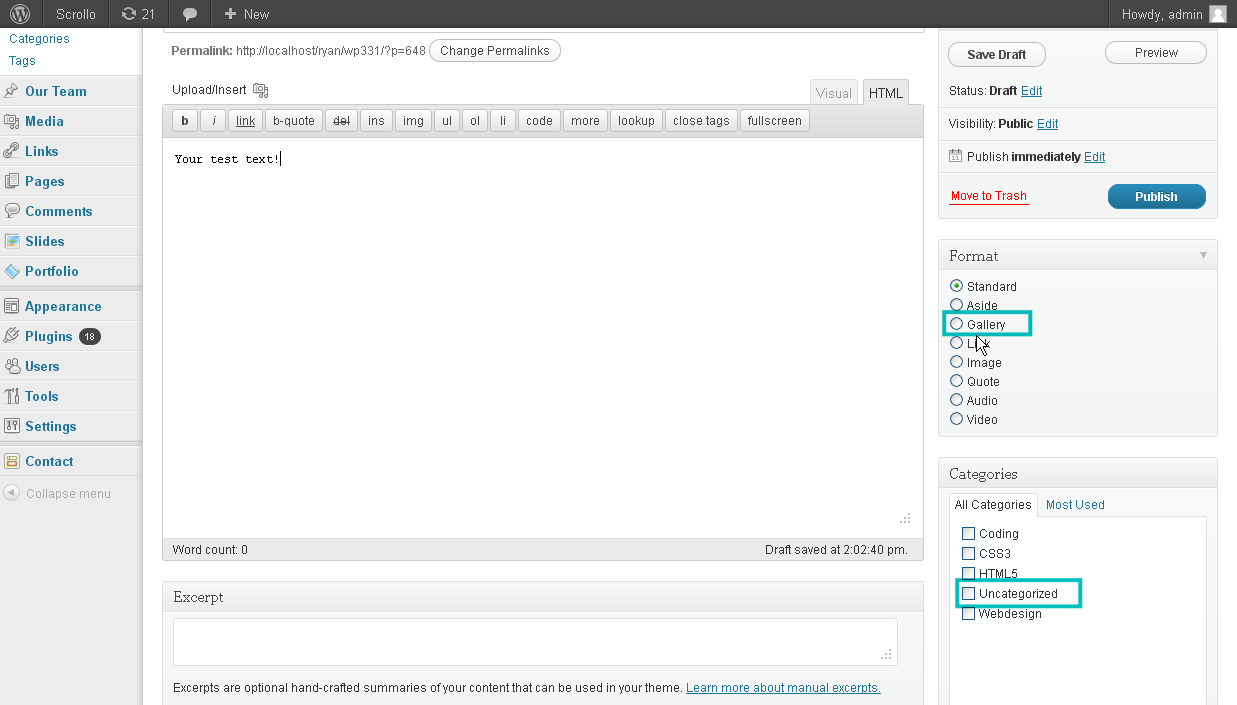 Scrollo 21 New Howdy, admin
Categories
Tags
Our Team
Media
Links
Pages
Comments
Slides
Portfolio
Appearance
Plugins 18
Users
Tools
Settings
Contact
Collapse menu
Permalink: http://localhost/ryan/wp331/?p=648 Change Permalinks
Upload/Insert
Visual HTML
b i link b-quote del ins img ul ol li code more lookup close tags fullscreen
Your test text!
Word count: 0 Draft saved at 2:02:40 pm.
Excerpt
Excerpts are optional hand-crafted summaries of your content that can be used in your theme. Learn more about manual excerpts.
Save Draft Preview
Status: Draft Edit
Visibility: Public Edit
Publish immediately Edit
Move to Trash Publish
Format
Standard
Aside
Gallery
Link
Image
Quote
Audio
Video
Categories
All Categories Most Used
Coding
CSS3
HTML5
Uncategorized
Webdesign